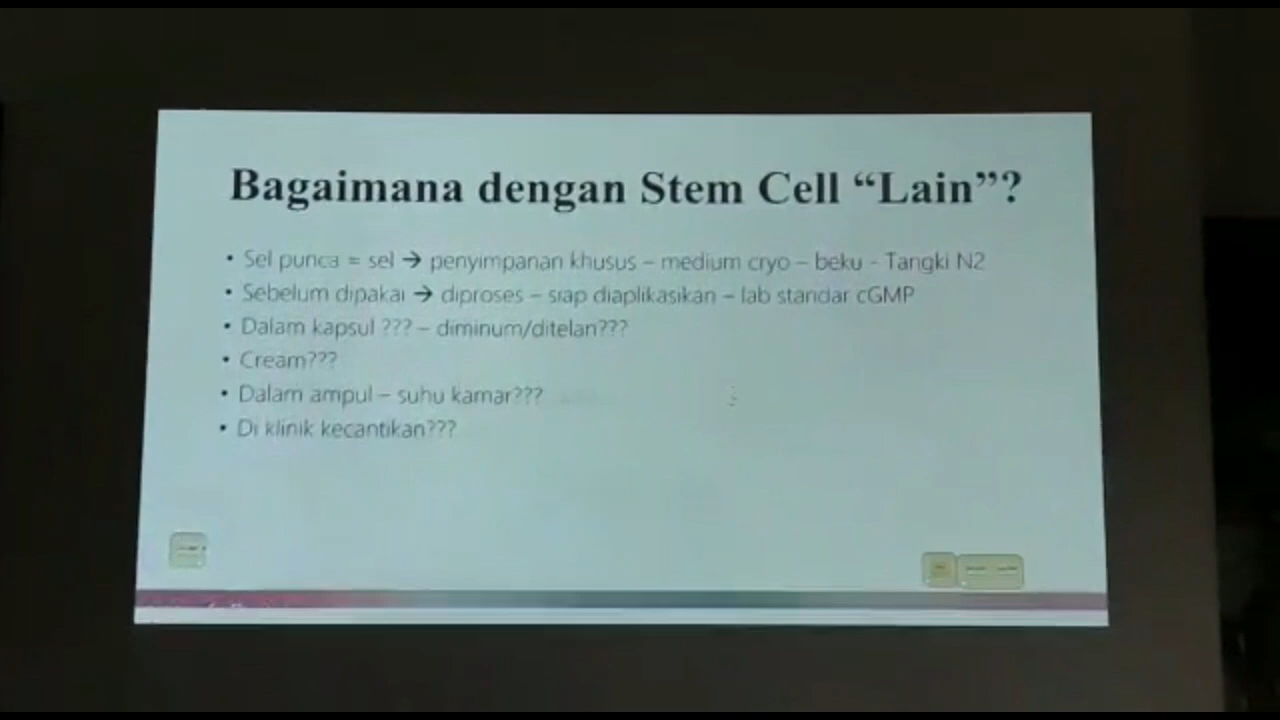 Bagaimana dengan Stem Cell “Lain”?
• Sel punca = sel → penyimpanan khusus – medium cryo – beku - Tangki N2
• Sebelum dipakai → diproses – siap diaplikasikan – lab standar cGMP
• Dalam kapsul ??? – diminum/ditelan???
• Cream???
• Dalam ampul – suhu kamar???
• Di klinik kecantikan???